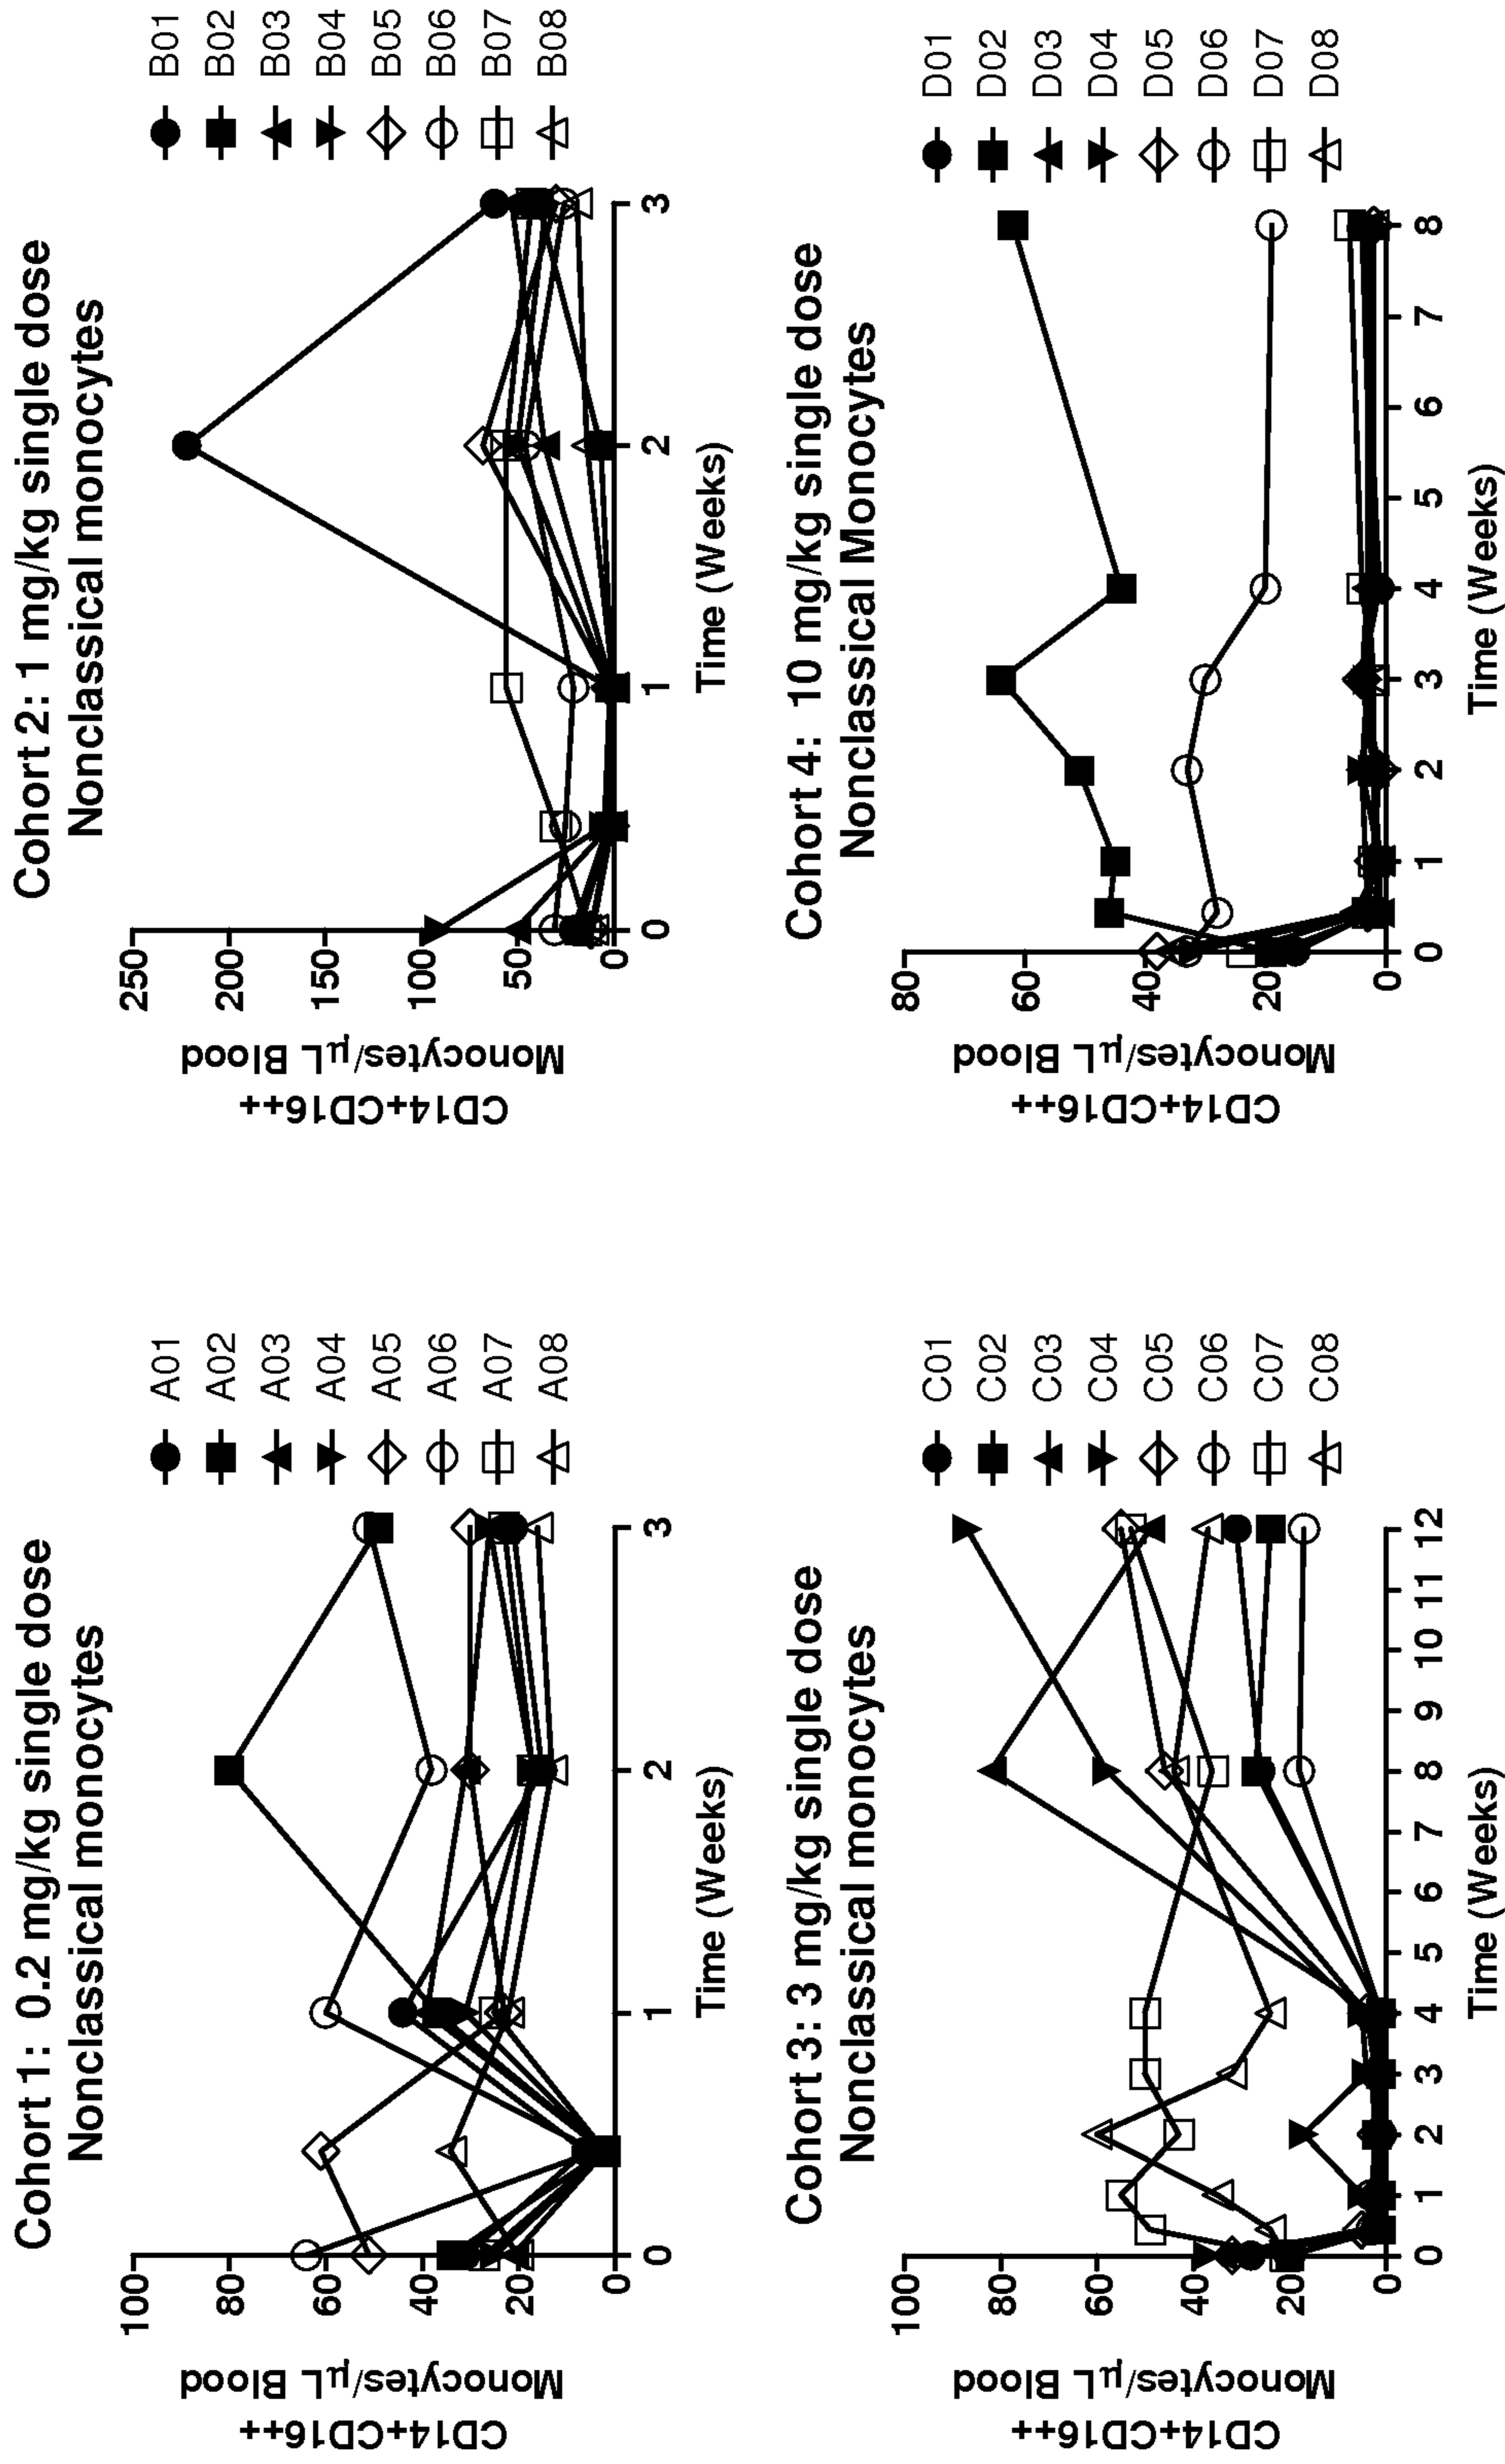 Cohort 1: 0.2 mg/kg single dose
Nonclassical monocytes
CD14+CD16++
Monocytes/μL Blood
100
80
60
40
20
0
0
1
2
3
Time (Weeks)
A01
A02
A03
A04
A05
A06
A07
A08
Cohort 2: 1 mg/kg single dose
Nonclassical monocytes
CD14+CD16++
Monocytes/μL Blood
250
200
150
100
50
0
0
1
2
3
Time (Weeks)
B01
B02
B03
B04
B05
B06
B07
B08
Cohort 3: 3 mg/kg single dose
Nonclassical monocytes
CD14+CD16++
Monocytes/μL Blood
100
80
60
40
20
0
0
1
2
3
4
5
6
7
8
9
10
11
12
Time (Weeks)
C01
C02
C03
C04
C05
C06
C07
C08
Cohort 4: 10 mg/kg single dose
Nonclassical Monocytes
CD14+CD16++
Monocytes/μL Blood
80
60
40
20
0
0
1
2
3
4
5
6
7
8
Time (Weeks)
D01
D02
D03
D04
D05
D06
D07
D08